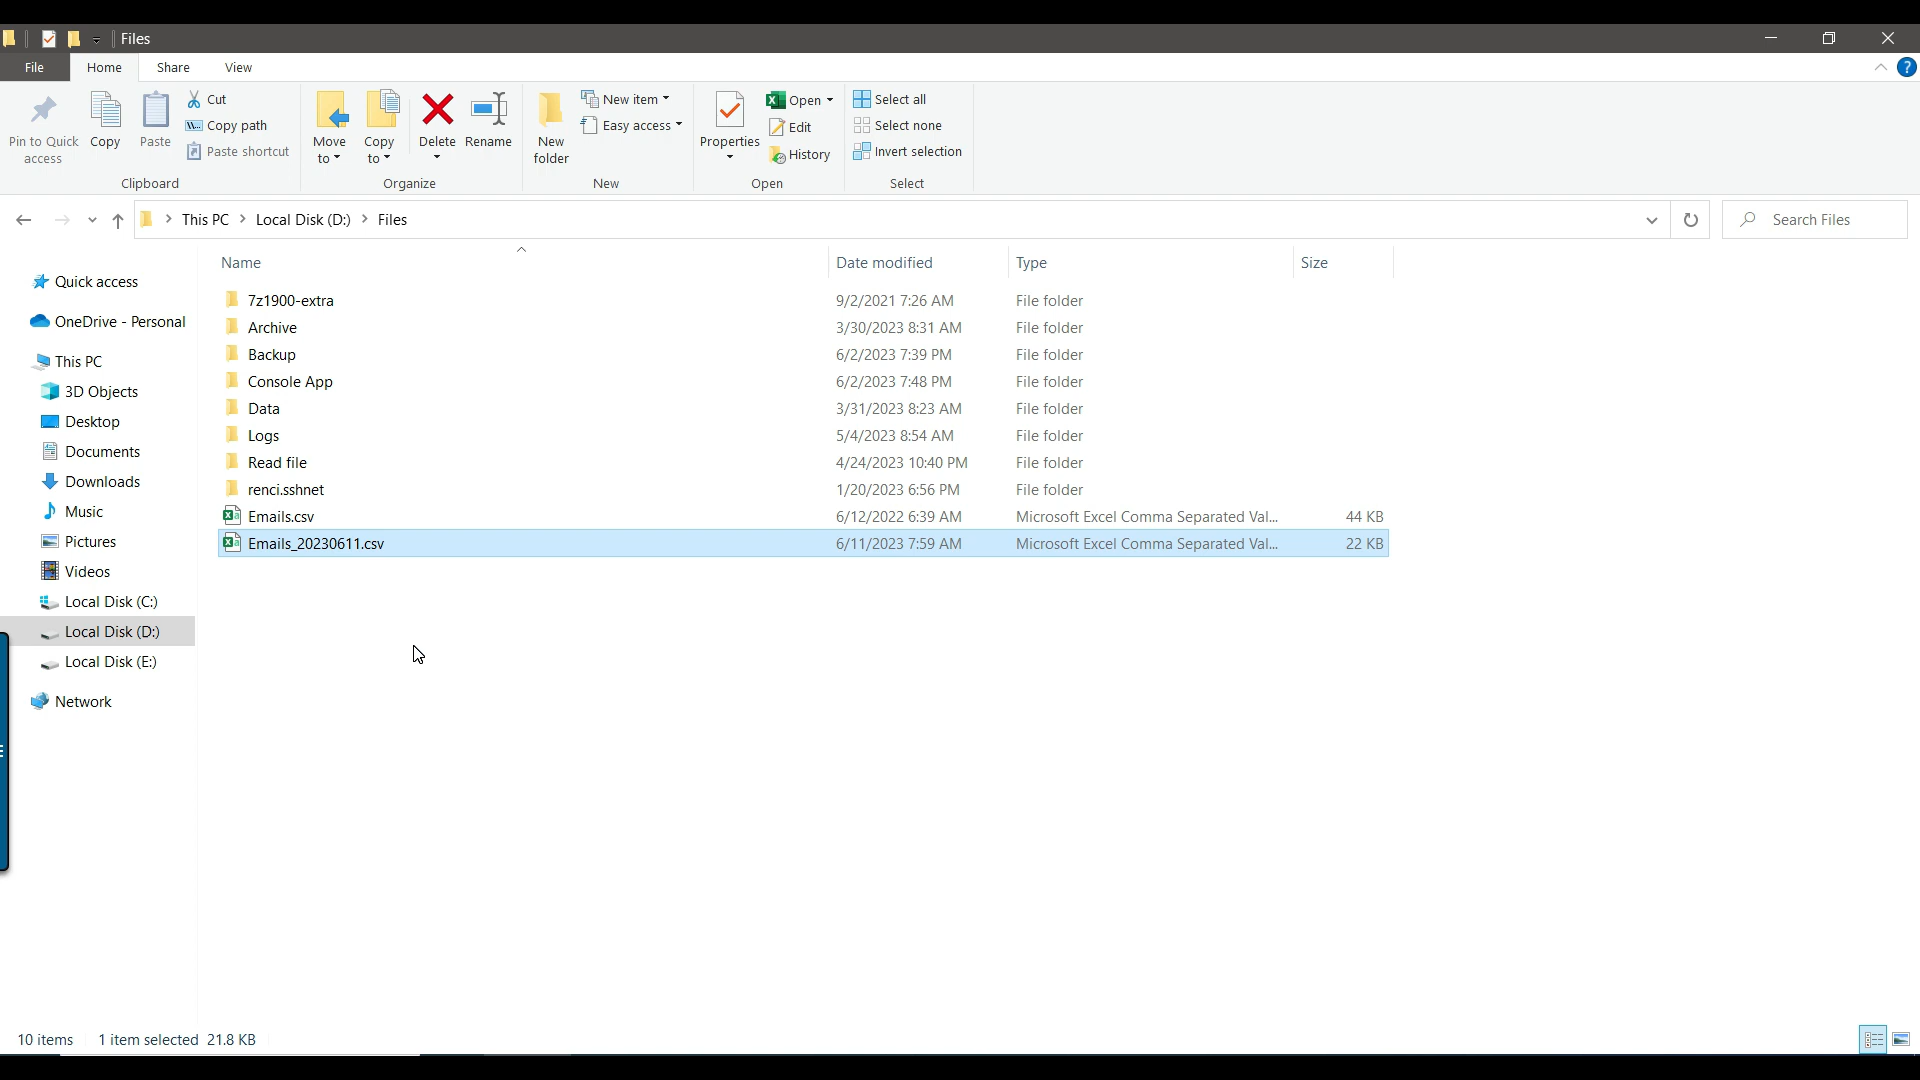 Files
File Home Share View
Pin to Quick access
Copy
Paste
Cut
Copy path
Paste shortcut
Clipboard
Move to
Copy to
Delete
Rename
Organize
New folder
New item
Easy access
New
Properties
Open
Edit
History
Open
Select all
Select none
Invert selection
Select
This PC Local Disk (D:) Files
Search Files
Quick access
OneDrive - Personal
This PC
3D Objects
Desktop
Documents
Downloads
Music
Pictures
Videos
Local Disk (C:)
Local Disk (D:)
Local Disk (E:)
Network
Name Date modified Type Size
7z1900-extra 9/2/2021 7:26 AM File folder
Archive 3/30/2023 8:31 AM File folder
Backup 6/2/2023 7:39 PM File folder
Console App 6/2/2023 7:48 PM File folder
Data 3/31/2023 8:23 AM File folder
Logs 5/4/2023 8:54 AM File folder
Read file 4/24/2023 10:40 PM File folder
renci.sshnet 1/20/2023 6:56 PM File folder
Emails.csv 6/12/2022 6:39 AM Microsoft Excel Comma Separated Val... 44 KB
Emails_20230611.csv 6/11/2023 7:59 AM Microsoft Excel Comma Separated Val... 22 KB
10 items 1 item selected 21.8 KB